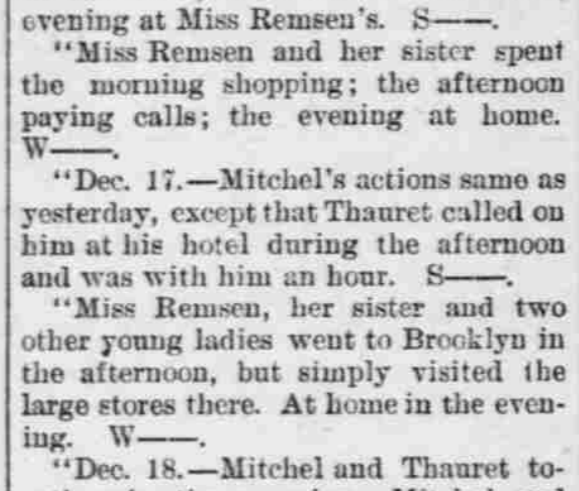 evening at Miss Remsen's. S——.
"Miss Remsen and her sister spent
the morning shopping; the afternoon
paying calls; the evening at home.
W——.
"Dec. 17.—Mitchel's actions same as
yesterday, except that Thauret called on
him at his hotel during the afternoon
and was with him an hour. S——.
"Miss Remsen, her sister and two
other young ladies went to Brooklyn in
the afternoon, but simply visited the
large stores there. At home in the even-
ing. W——.
"Dec. 18.—Mitchel and Thauret to-